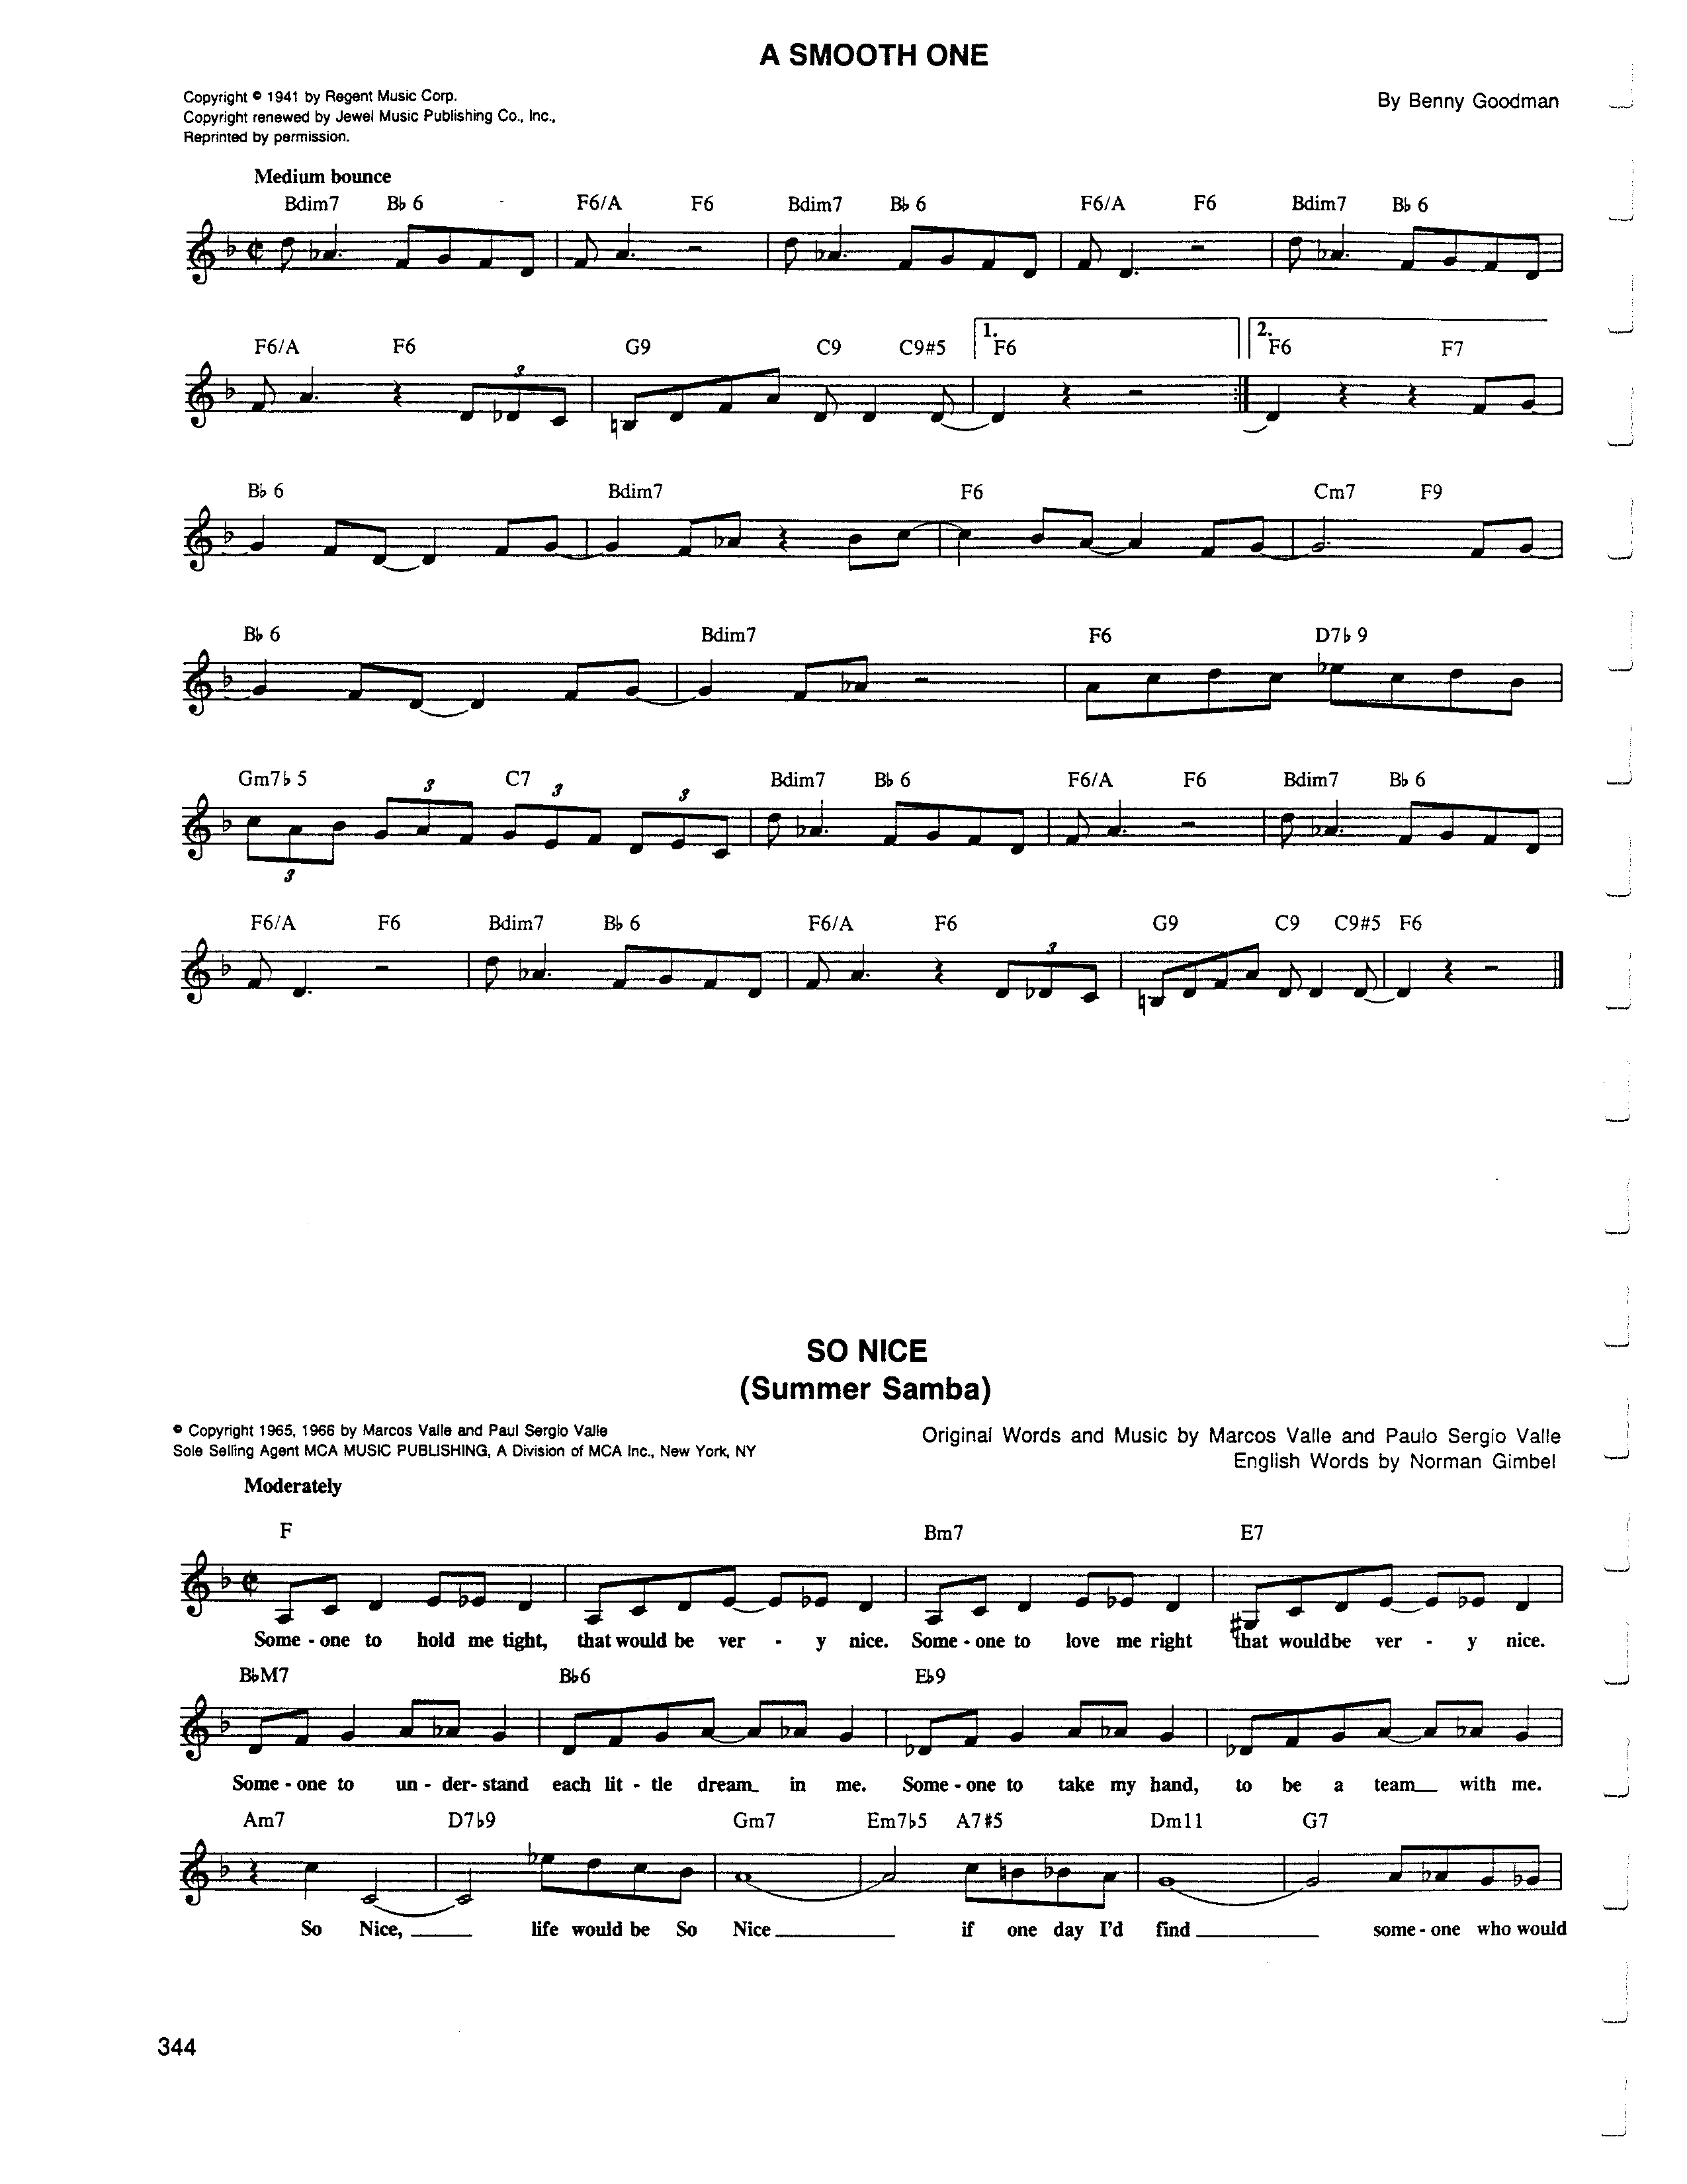 A SMOOTH ONE
Copyright © 1941 by Regent Music Corp.
Copyright renewed by Jewel Music Publishing Co., Inc.,
Reprinted by permission.
By Benny Goodman
Medium bounce
Bdim7 B♭ 6 F6/A F6 Bdim7 B♭ 6 F6/A F6 Bdim7 B♭ 6
F6/A F6 3 G9 C9 C9#5 1. F6 2. F6 F7
B♭ 6 Bdim7 F6 Cm7 F9
B♭ 6 Bdim7 F6 D7♭ 9
Gm7♭ 5 3 3 C7 3 3 Bdim7 B♭ 6 F6/A F6 Bdim7 B♭ 6
F6/A F6 Bdim7 B♭ 6 F6/A F6 3 G9 C9 C9#5 F6
SO NICE
(Summer Samba)
© Copyright 1965, 1966 by Marcos Valle and Paul Sergio Valle
Sole Selling Agent MCA MUSIC PUBLISHING, A Division of MCA Inc., New York, NY
Original Words and Music by Marcos Valle and Paulo Sergio Valle
English Words by Norman Gimbel
Moderately
F Bm7 E7
Some - one to hold me tight, that would be ver - y nice. Some - one to love me right that would be ver - y nice.
B♭M7 B♭6 E♭9
Some - one to un - der - stand each lit - tle dream_ in me. Some - one to take my hand, to be a team_ with me.
Am7 D7♭9 Gm7 Em7♭5 A7#5 Dm11 G7
So Nice, ___ life would be So Nice ___ if one day I'd find ___ some - one who would
344